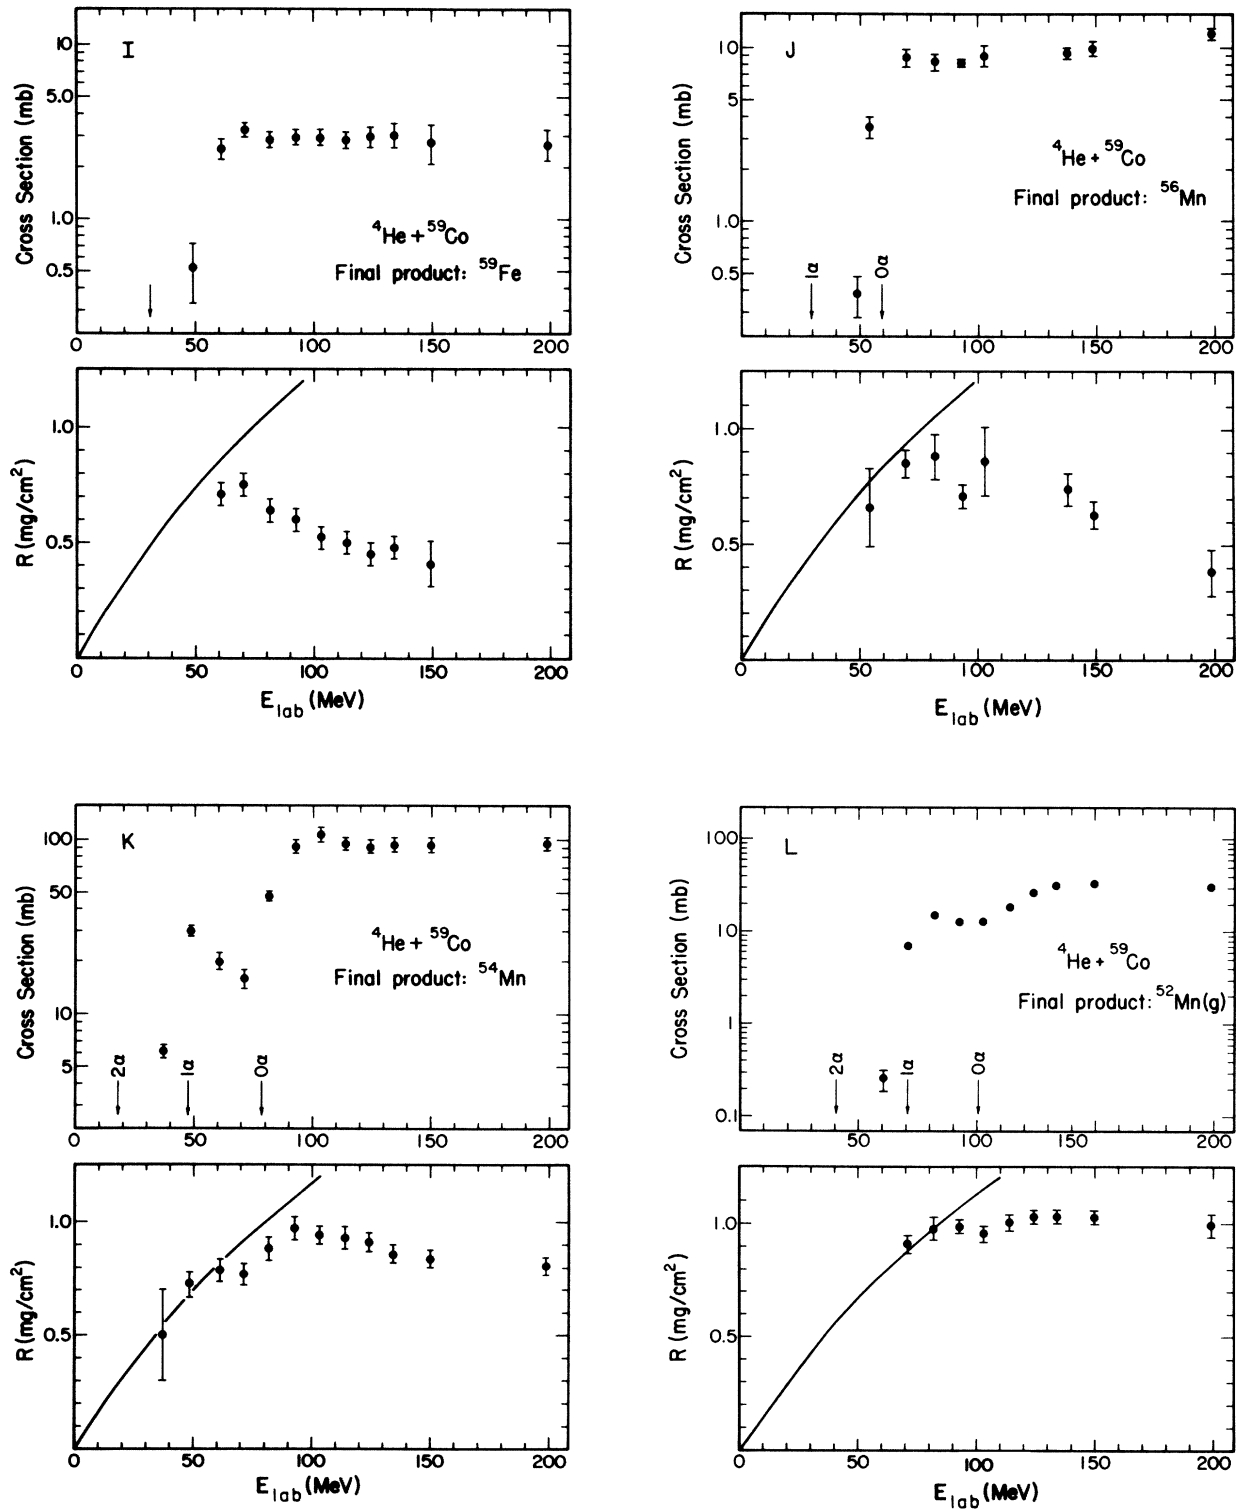 I
Cross Section (mb)
10
5.0
1.0
0.5
⁴He + ⁵⁹Co
Final product: ⁵⁹Fe
0 50 100 150 200
R (mg/cm²)
1.0
0.5
0 50 100 150 200
E_lab (MeV)
J
Cross Section (mb)
10
5
1.0
0.5
⁴He + ⁵⁹Co
Final product: ⁵⁶Mn
1α
0α
50 100 150 200
R (mg/cm²)
1.0
0.5
0 50 100 150 200
E_lab (MeV)
K
Cross Section (mb)
100
50
10
5
⁴He + ⁵⁹Co
Final product: ⁵⁴Mn
2α
1α
0α
50 100 150 200
R (mg/cm²)
1.0
0.5
0 50 100 150 200
E_lab (MeV)
L
Cross Section (mb)
100
10
1
0.1
⁴He + ⁵⁹Co
Final product: ⁵²Mn(g)
2α
1α
0α
50 100 150 200
R (mg/cm²)
1.0
0.5
0 50 100 150 200
E_lab (MeV)